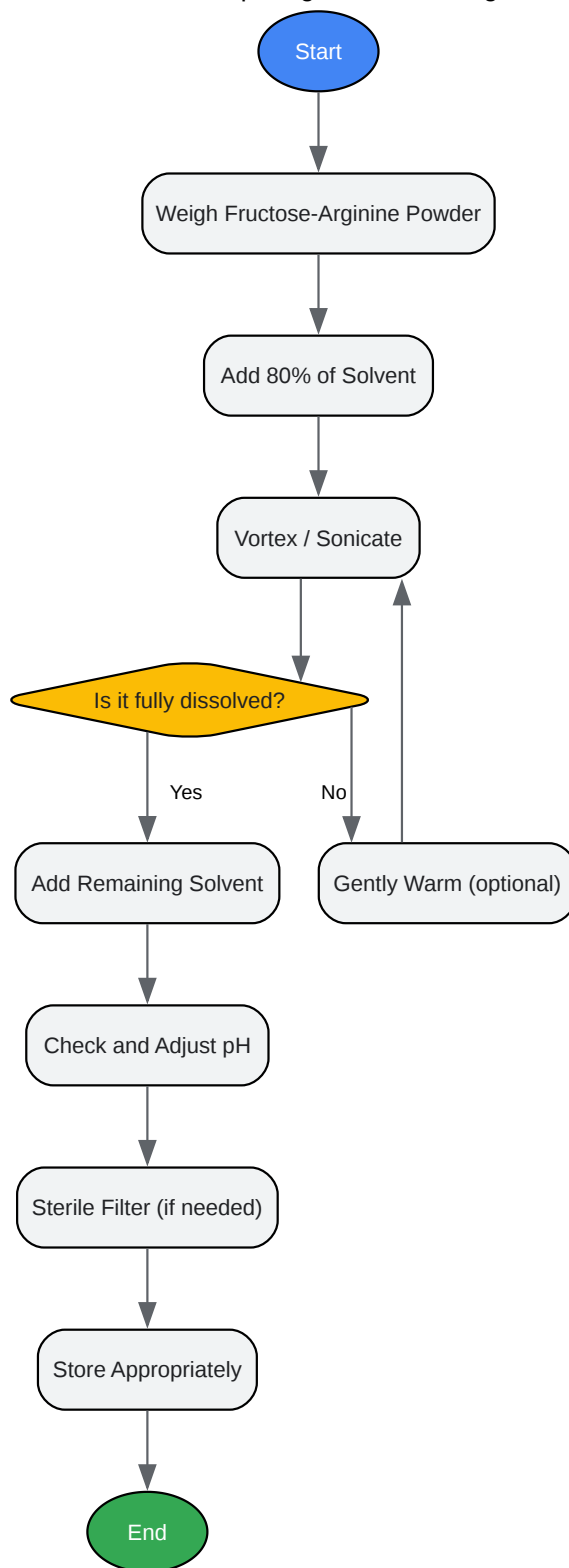 Start
Weigh Fructose-Arginine Powder
Add 80% of Solvent
Vortex / Sonicate
Is it fully dissolved?
Yes
No
Add Remaining Solvent
Gently Warm (optional)
Check and Adjust pH
Sterile Filter (if needed)
Store Appropriately
End